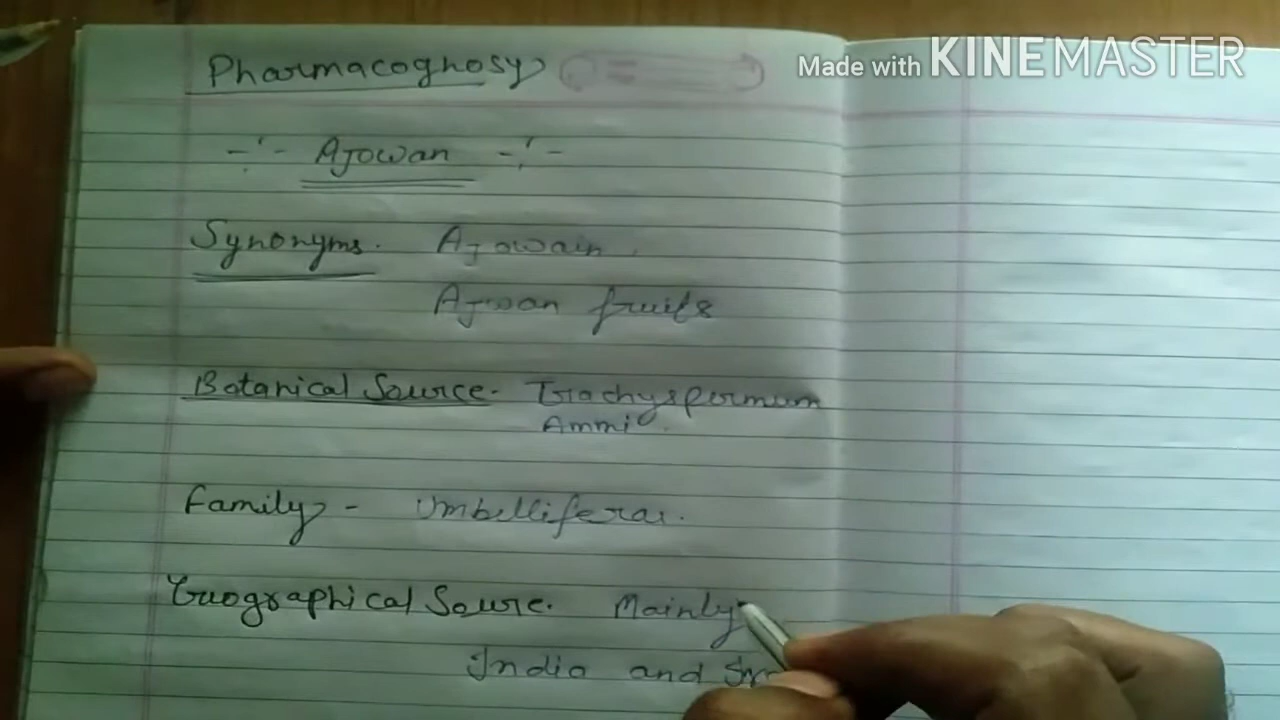 Pharmacognosy
Made with KINEMASTER
Ajowan
Synonyms. Ajowain.
Ajwan fruits
Botanical Source. Trachyspermum
Ammi.
Family - Umbelliferae.
Geographical Source. Mainly
India and